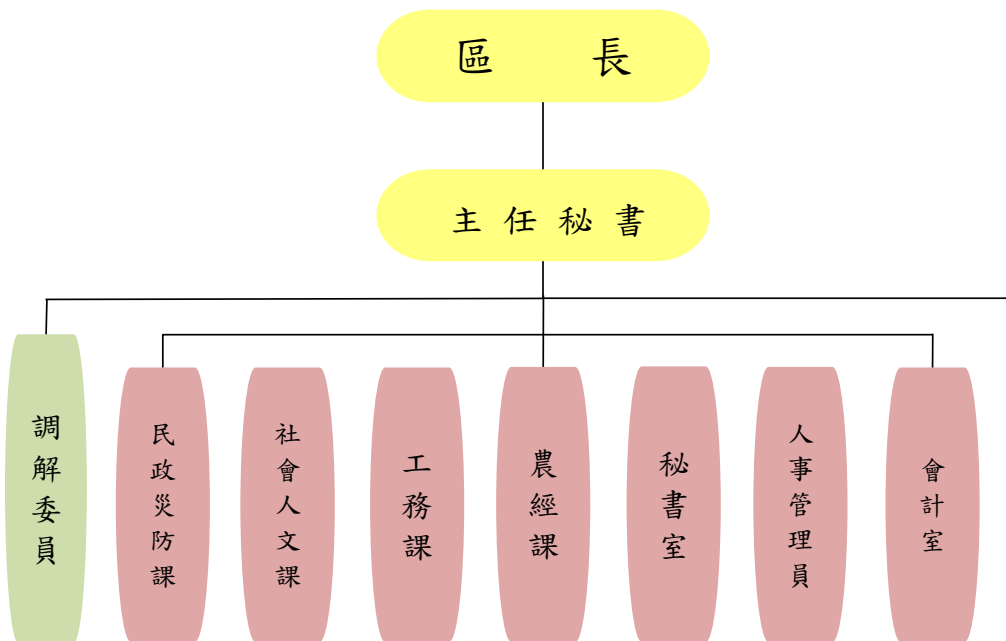 區長
主任秘書
調解委員
民政災防課
社會人文課
工務課
農經課
秘書室
人事管理員
會計室